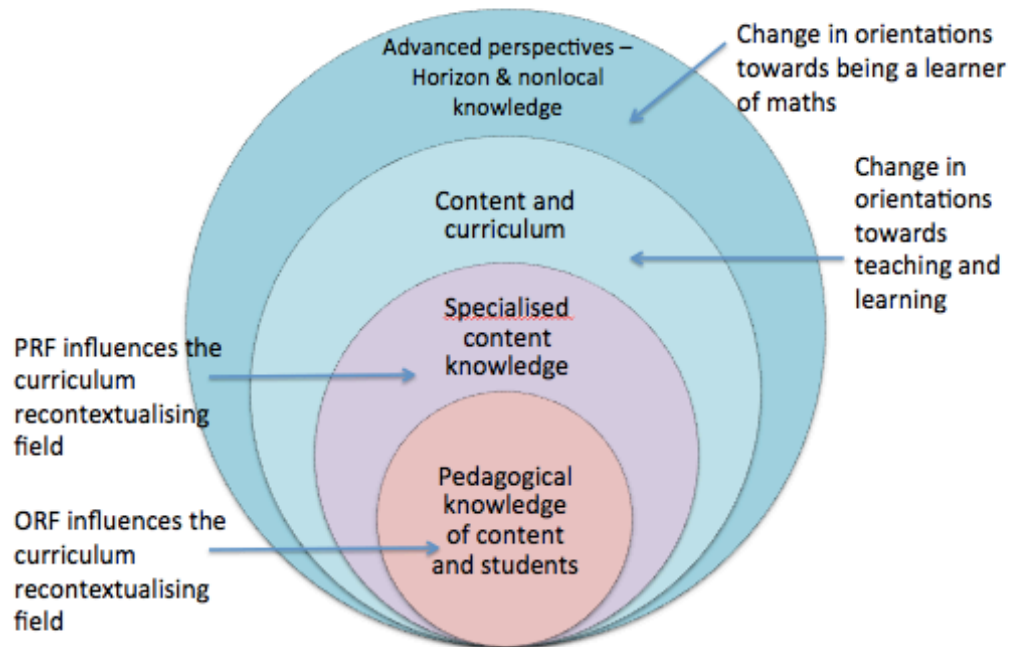 Advanced perspectives –
Horizon & nonlocal
knowledge
Change in orientations
towards being a learner
of maths
Content and
curriculum
Change in
orientations
towards
teaching and
learning
Specialised
content
knowledge
PRF influences the
curriculum
recontextualising
field
Pedagogical
knowledge
of content
and students
ORF influences the
curriculum
recontextualising
field